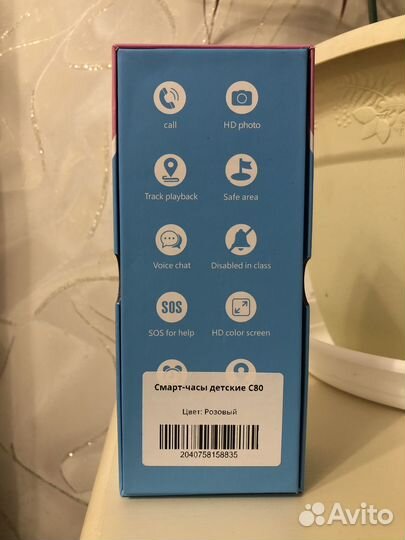 call HD photo
Track playback Safe area
Voice chat Disabled in class
SOS
SOS for help HD color screen
Смарт-часы детские C80
Цвет: Розовый
2040758158835
Avito